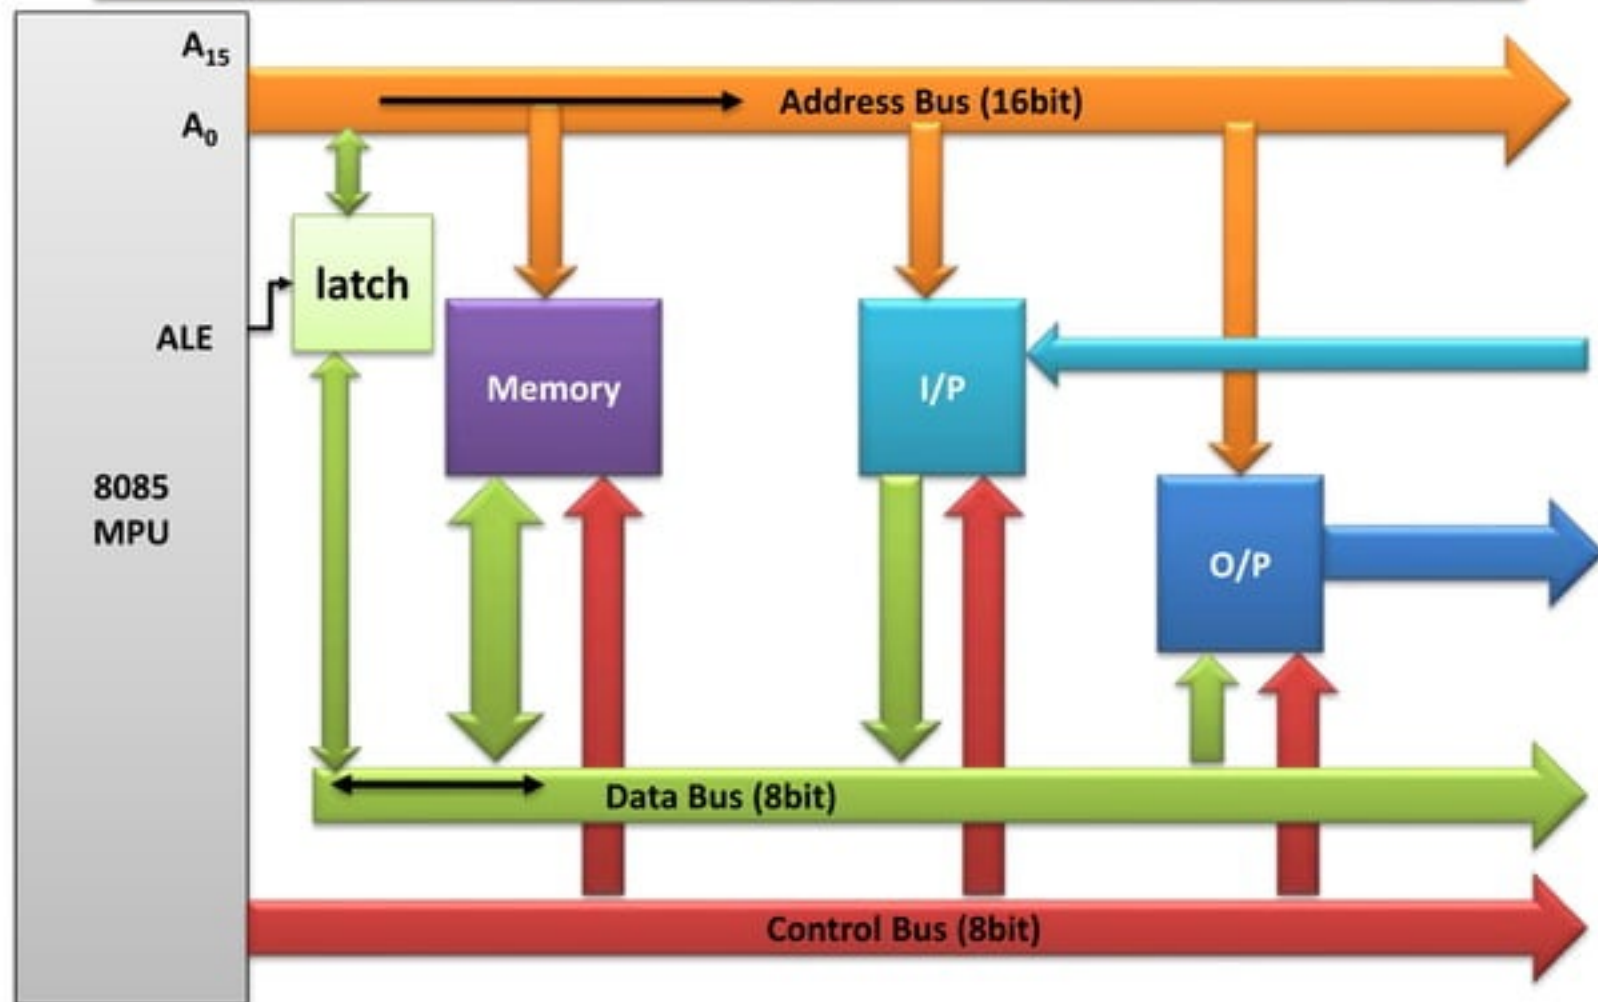 A₁₅
Address Bus (16bit)
A₀
latch
ALE
Memory
I/P
8085
MPU
O/P
Data Bus (8bit)
Control Bus (8bit)